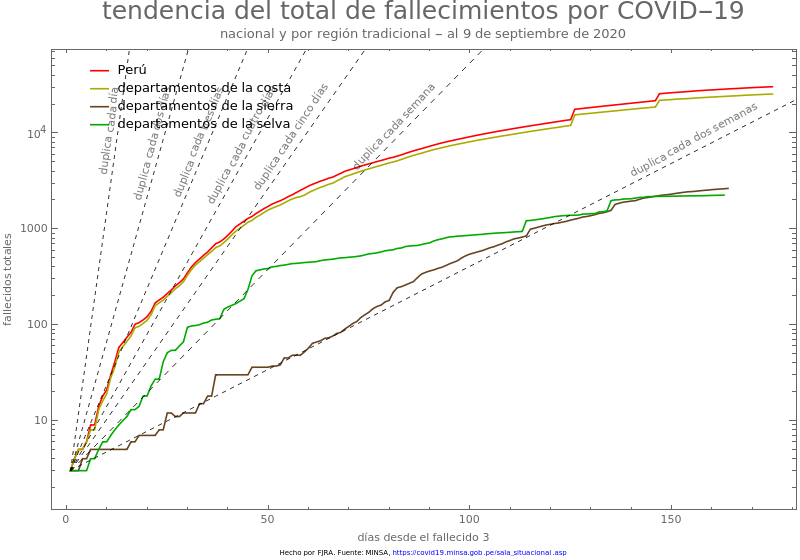 tendencia del total de fallecimientos por COVID−19
nacional y por región tradicional − al 9 de septiembre de 2020
Perú
departamentos de la costa
departamentos de la sierra
departamentos de la selva
duplica cada día
duplica cada dos días
duplica cada tres días
duplica cada cuatro días
duplica cada cinco días
duplica cada semana
duplica cada dos semanas
fallecidos totales
10⁴
1000
100
10
0
50
100
150
días desde el fallecido 3
Hecho por FJRA. Fuente: MINSA, https://covid19.minsa.gob.pe/sala_situacional.asp